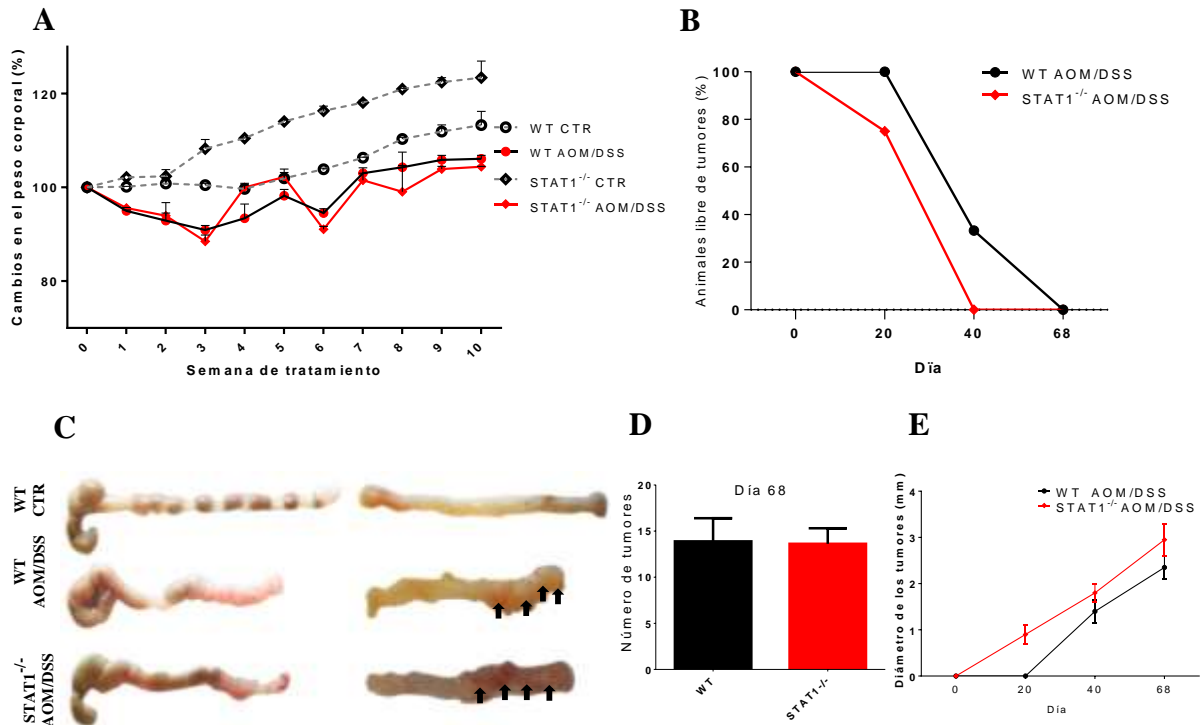 A
Cambios en el peso corporal (%)
120
100
80
0
1
2
3
4
5
6
7
8
9
10
Semana de tratamiento
WT CTR
WT AOM/DSS
STAT1-/- CTR
STAT1-/- AOM/DSS
B
Animales libre de tumores (%)
100
80
60
40
20
0
0
20
40
68
Dïa
WT AOM/DSS
STAT1-/- AOM/DSS
C
WT
CTR
WT
AOM/DSS
STAT1-/-
AOM/DSS
D
Número de tumores
20
15
10
5
0
Día 68
WT
STAT1-/-
E
Diámetro de los tumores (mm)
4
3
2
1
0
0
20
40
68
Día
WT AOM/DSS
STAT1-/- AOM/DSS